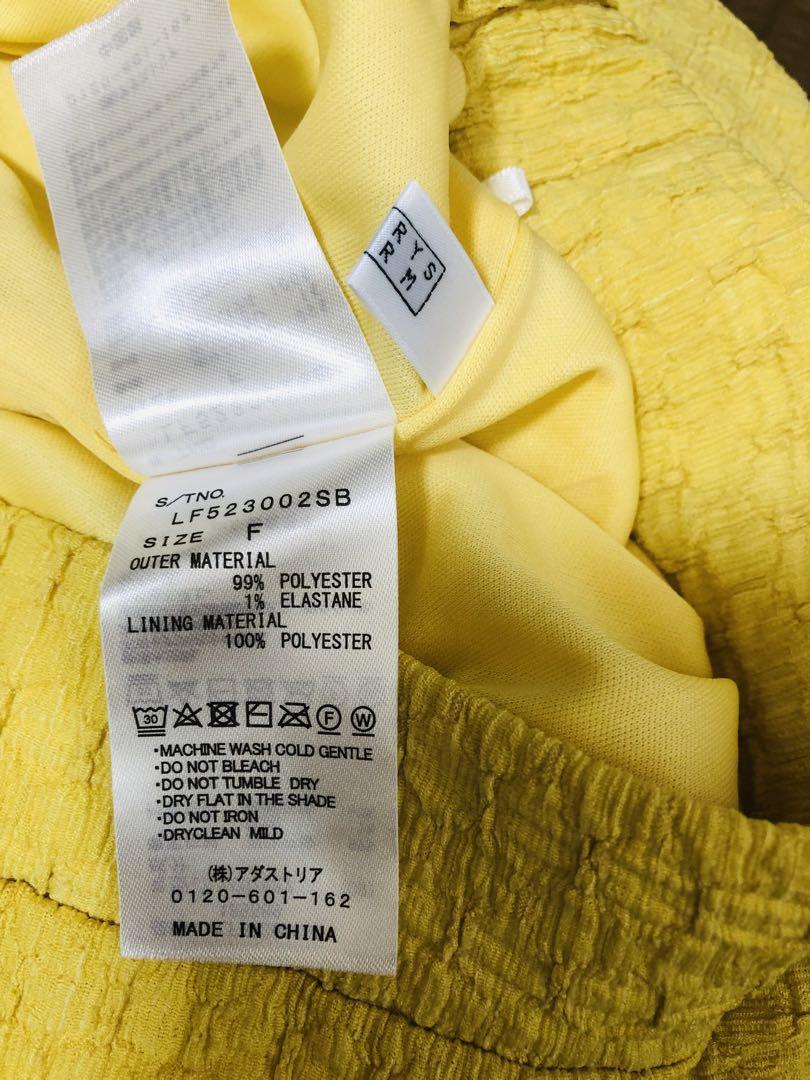 R Y S
R M
S/TNO.
LF523002SB
SIZE F
OUTER MATERIAL
99% POLYESTER
1% ELASTANE
LINING MATERIAL
100% POLYESTER
30 F W
・MACHINE WASH COLD GENTLE
・DO NOT BLEACH
・DO NOT TUMBLE DRY
・DRY FLAT IN THE SHADE
・DO NOT IRON
・DRYCLEAN MILD
(株)アダストリア
0120-601-162
MADE IN CHINA